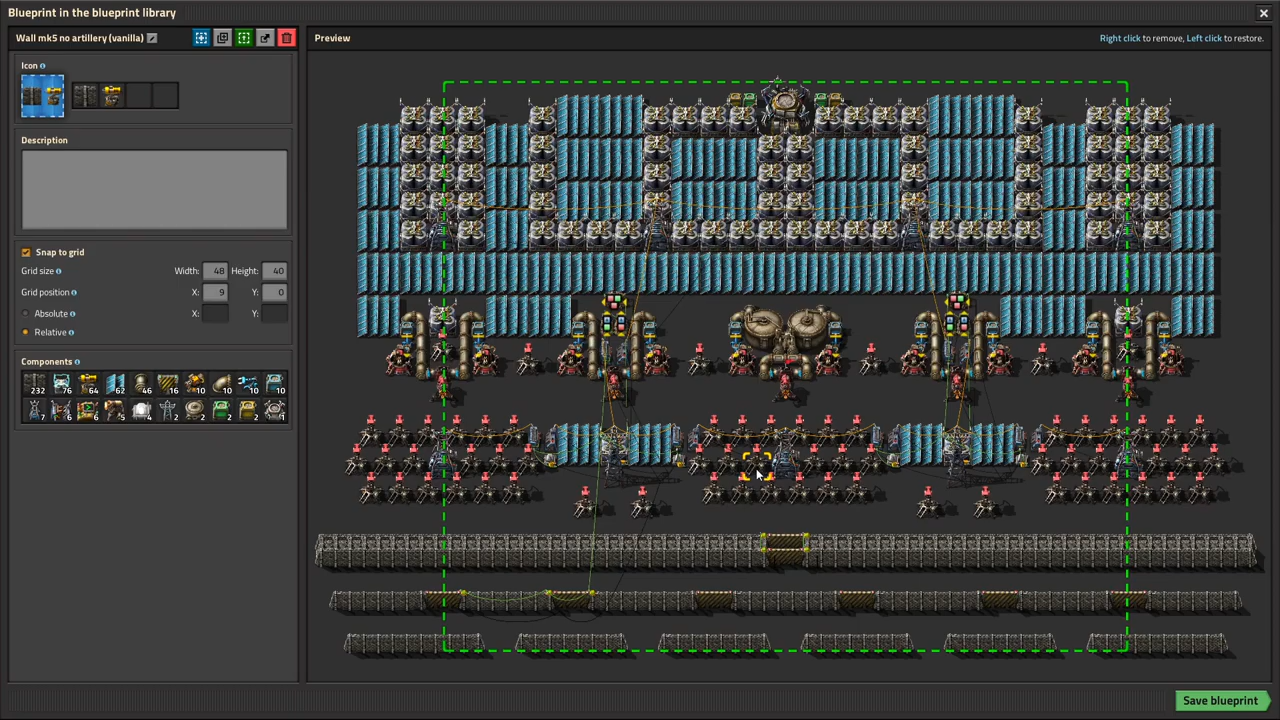 Blueprint in the blueprint library
Wall mk5 no artillery (vanilla)
Preview
Right click to remove, Left click to restore.
Icon
Description
Snap to grid
Grid size
Width: 48 Height: 40
Grid position
X: 9 Y: 0
Absolute
X: Y:
Relative
Components
232 76 64 62 46 16 10 10 10 10
7 6 6 5 4 2 2 2 2 1
Save blueprint